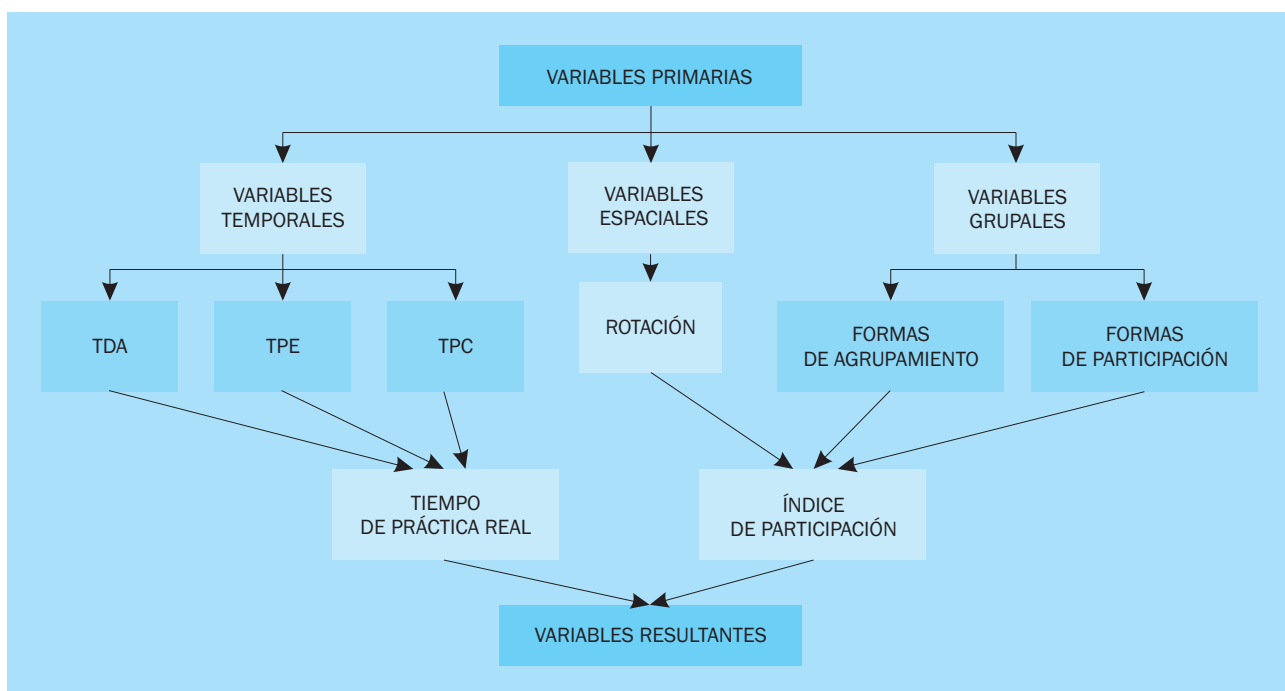 VARIABLES PRIMARIAS
VARIABLES
TEMPORALES
VARIABLES
ESPACIALES
VARIABLES
GRUPALES
TDA
TPE
TPC
ROTACIÓN
FORMAS
DE AGRUPAMIENTO
FORMAS
DE PARTICIPACIÓN
TIEMPO
DE PRÁCTICA REAL
ÍNDICE
DE PARTICIPACIÓN
VARIABLES RESULTANTES